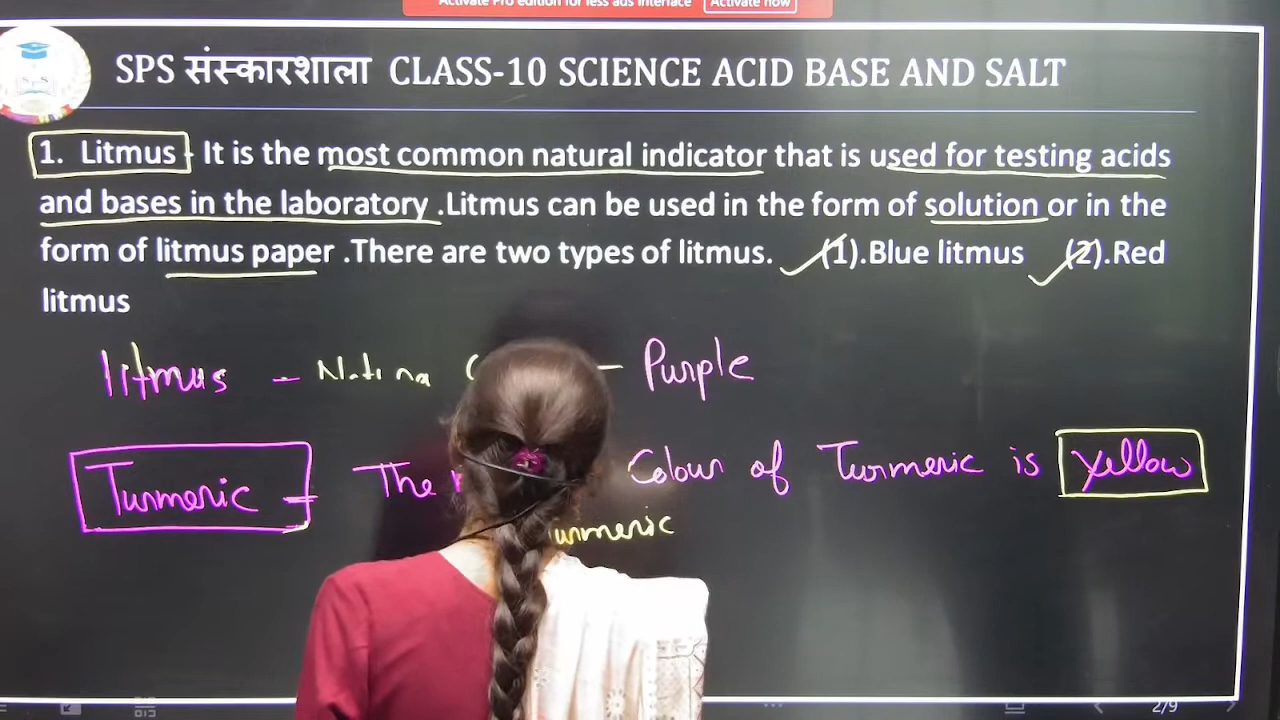 Activate Pro edition for less ads interface Activate now
SPS संस्कारशाला CLASS-10 SCIENCE ACID BASE AND SALT
1. Litmus - It is the most common natural indicator that is used for testing acids
and bases in the laboratory .Litmus can be used in the form of solution or in the
form of litmus paper .There are two types of litmus. (1).Blue litmus (2).Red
litmus
litmus - – Purple
Turmeric - The Colour of Turmeric is yellow
2/9